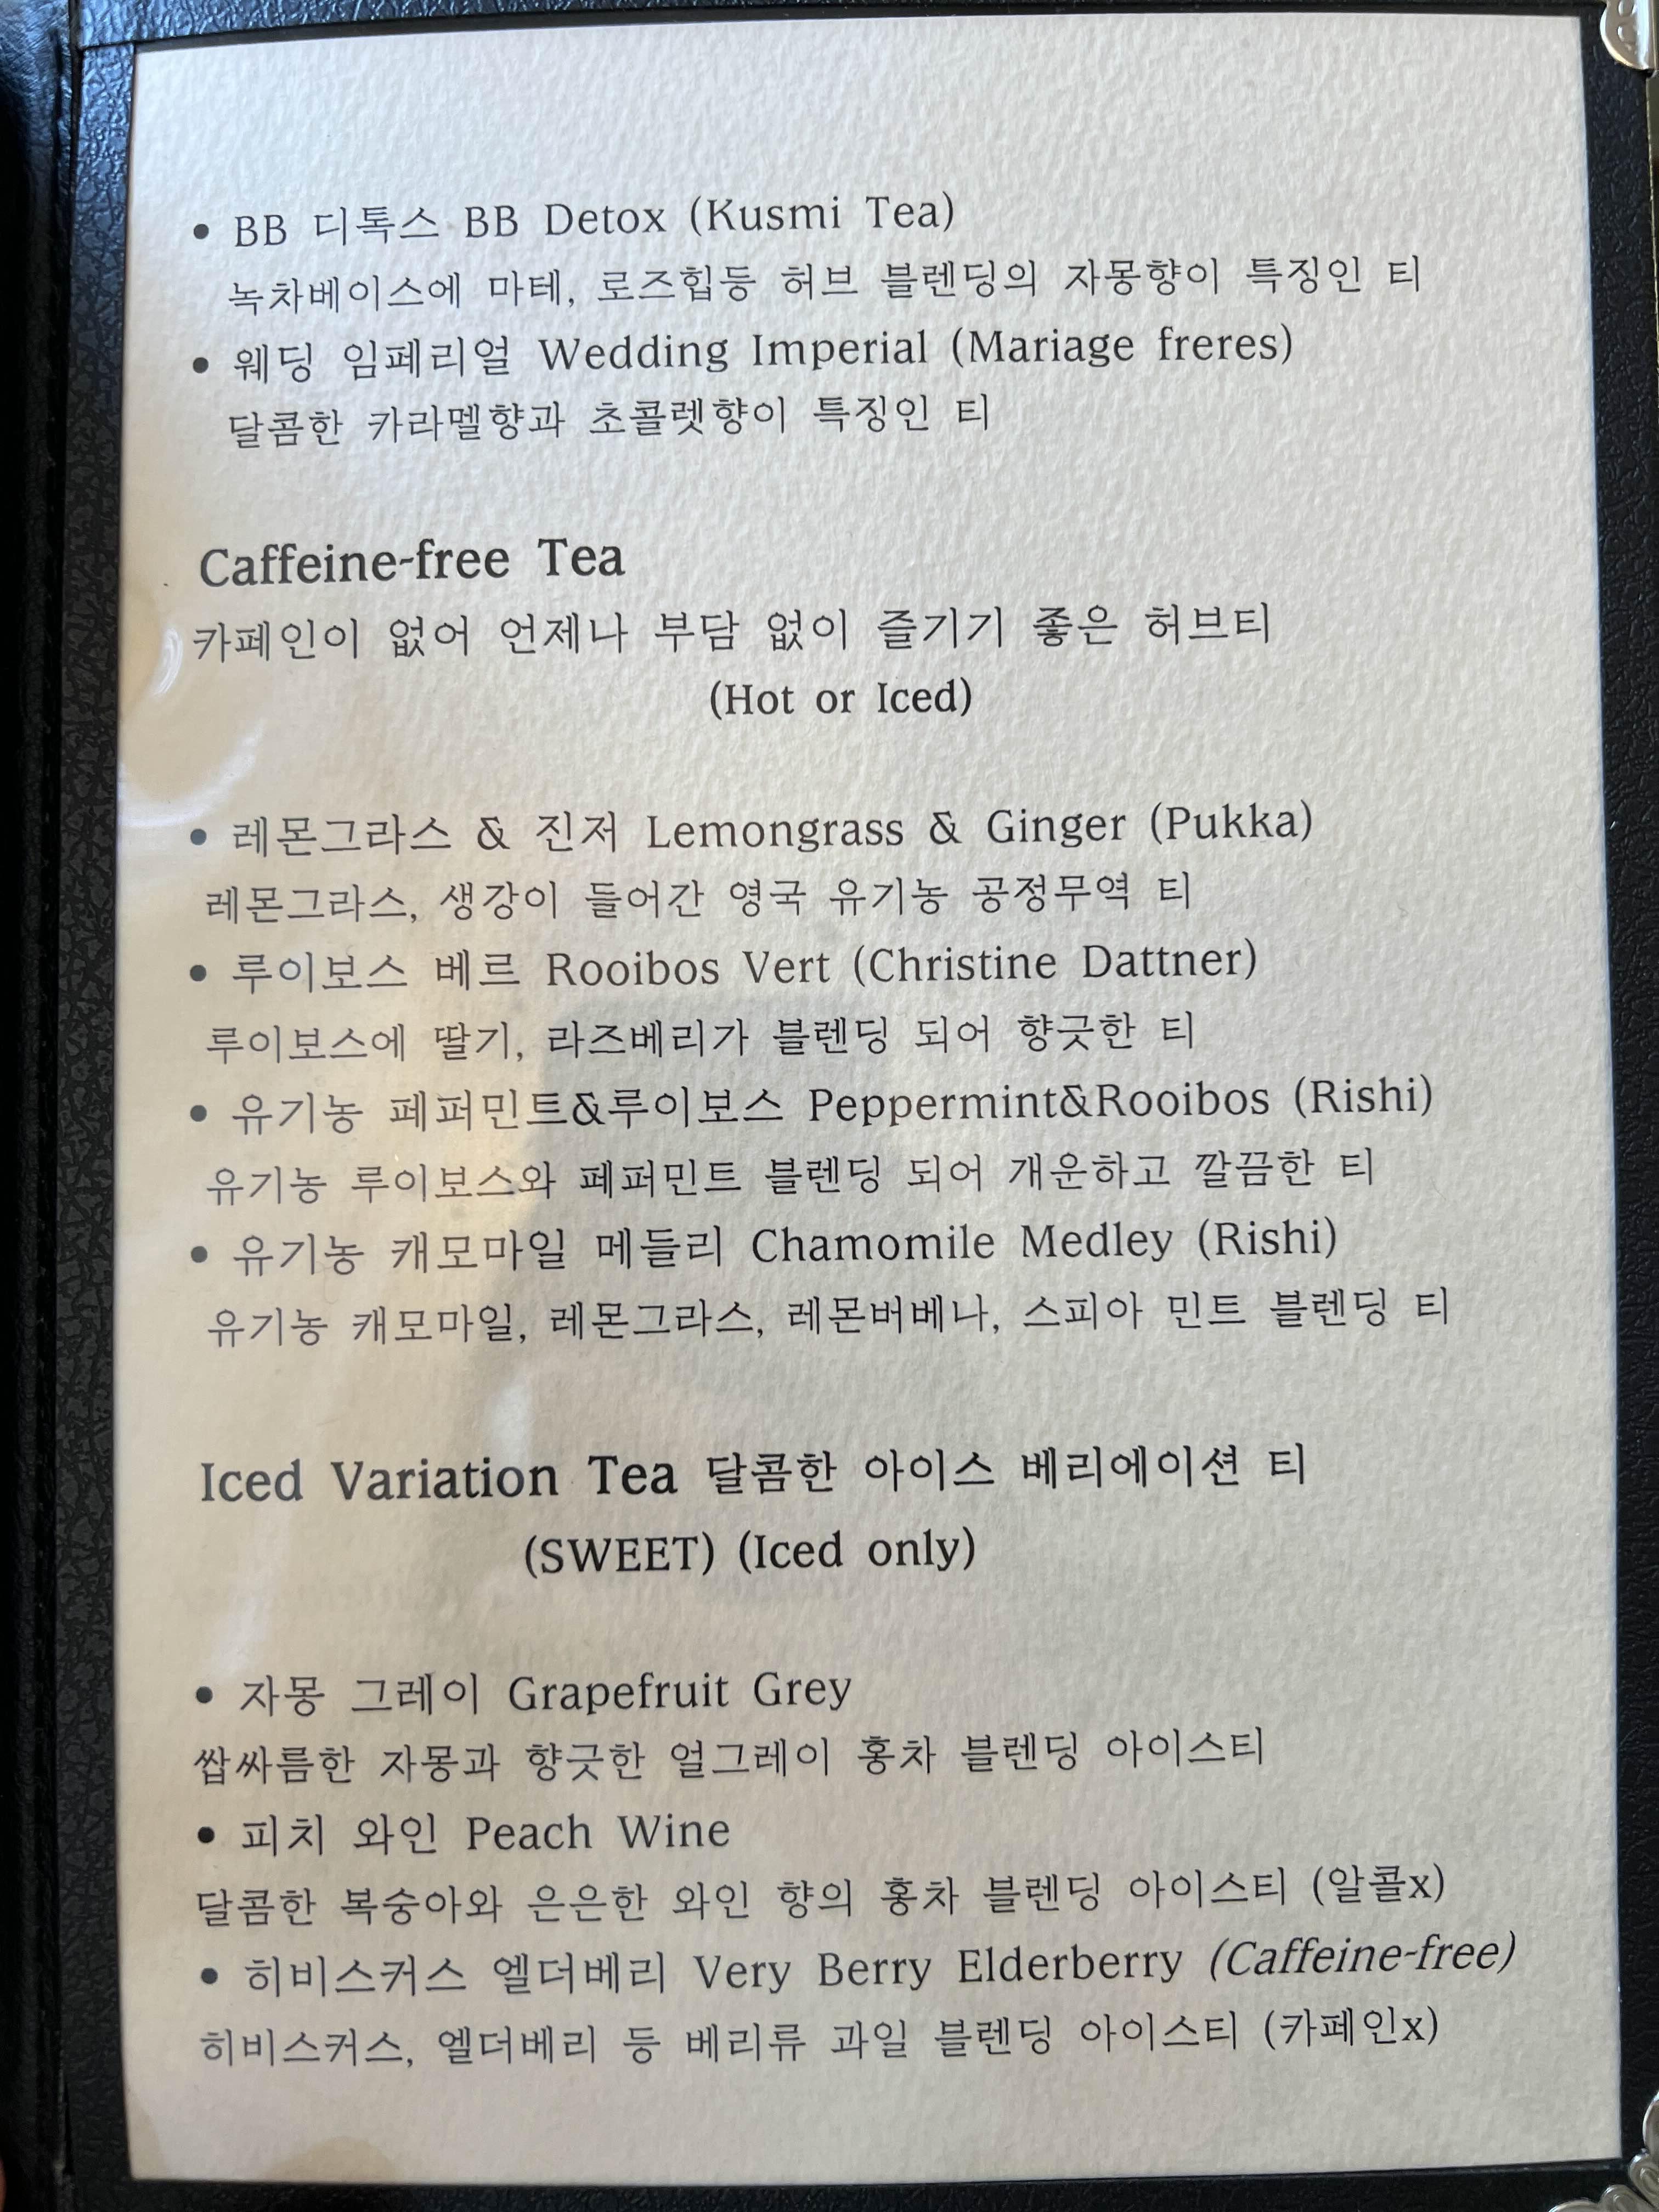 • BB 디톡스 BB Detox (Kusmi Tea)
녹차베이스에 마테, 로즈힙등 허브 블렌딩의 자몽향이 특징인 티
• 웨딩 임페리얼 Wedding Imperial (Mariage freres)
달콤한 카라멜향과 초콜렛향이 특징인 티
Caffeine-free Tea
카페인이 없어 언제나 부담 없이 즐기기 좋은 허브티
(Hot or Iced)
• 레몬그라스 & 진저 Lemongrass & Ginger (Pukka)
레몬그라스, 생강이 들어간 영국 유기농 공정무역 티
• 루이보스 베르 Rooibos Vert (Christine Dattner)
루이보스에 딸기, 라즈베리가 블렌딩 되어 향긋한 티
• 유기농 페퍼민트&루이보스 Peppermint&Rooibos (Rishi)
유기농 루이보스와 페퍼민트 블렌딩 되어 개운하고 깔끔한 티
• 유기농 캐모마일 메들리 Chamomile Medley (Rishi)
유기농 캐모마일, 레몬그라스, 레몬버베나, 스피아 민트 블렌딩 티
Iced Variation Tea 달콤한 아이스 베리에이션 티
(SWEET) (Iced only)
• 자몽 그레이 Grapefruit Grey
쌉싸름한 자몽과 향긋한 얼그레이 홍차 블렌딩 아이스티
• 피치 와인 Peach Wine
달콤한 복숭아와 은은한 와인 향의 홍차 블렌딩 아이스티 (알콜x)
• 히비스커스 엘더베리 Very Berry Elderberry (Caffeine-free)
히비스커스, 엘더베리 등 베리류 과일 블렌딩 아이스티 (카페인x)